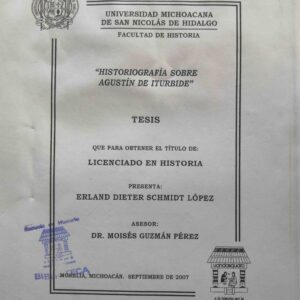 UNIVERSIDAD MICHOACANA
DE SAN NICOLÁS DE HIDALGO
FACULTAD DE HISTORIA
"HISTORIOGRAFÍA SOBRE
AGUSTÍN DE ITURBIDE"
TESIS
QUE PARA OBTENER EL TÍTULO DE:
LICENCIADO EN HISTORIA
PRESENTA:
ERLAND DIETER SCHMIDT LÓPEZ
ASESOR:
DR. MOISÉS GUZMÁN PÉREZ
MORELIA, MICHOACÁN. SEPTIEMBRE DE 2007